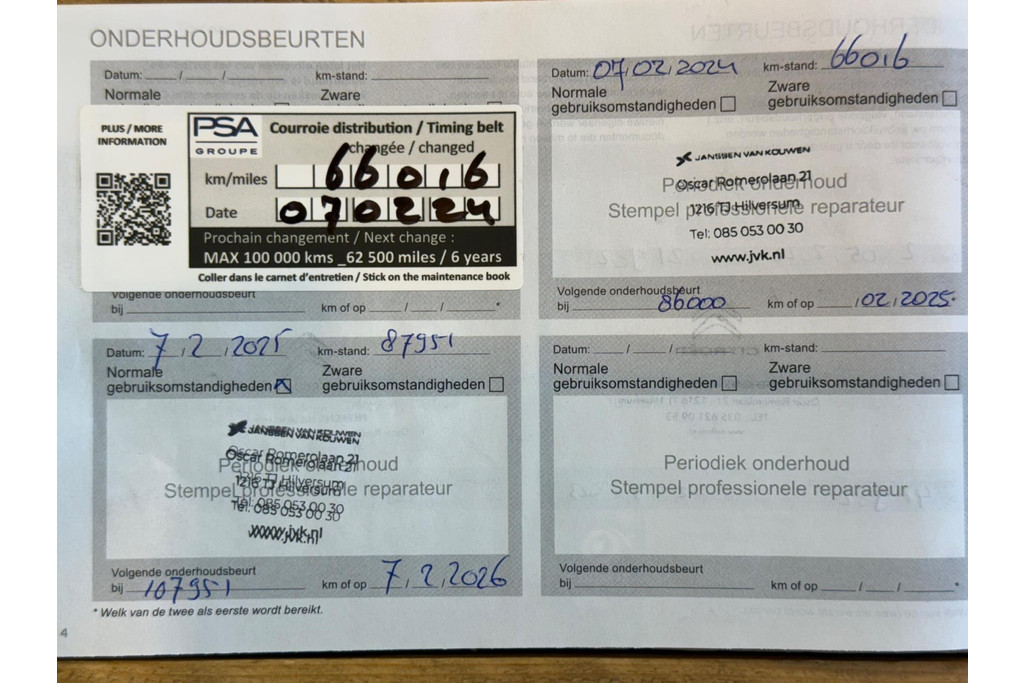 ONDERHOUDSBEURTEN
Datum: / / km-stand:
Normale Zware
PLUS / MORE
INFORMATION
PSA
GROUPE
Courroie distribution / Timing belt
changée / changed
km/miles 66016
Date 070224
Prochain changement / Next change :
MAX 100 000 kms _62 500 miles / 6 years
Coller dans le carnet d'entretien / Stick on the maintenance book
Volgende onderhoudsbeurt
bij km of op / / *
Datum: 07/02/2024 km-stand: 66016
Normale Zware
gebruiksomstandigheden gebruiksomstandigheden
JANSSEN VAN KOUWEN
Periodiek onderhoud
Oscar Romerolaan 21
Stempel professionele reparateur
1216 TJ Hilversum
Tel: 085 053 00 30
www.jvk.nl
Volgende onderhoudsbeurt
bij 86000 km of op /02/2025*
Datum: 7/2/2025 km-stand: 87951
Normale Zware
gebruiksomstandigheden gebruiksomstandigheden
JANSSEN VAN KOUWEN
Oscar Romerolaan 21
Periodiek onderhoud
1216 TJ Hilversum
Stempel professionele reparateur
Tel: 085 053 00 30
www.jvk.nl
Volgende onderhoudsbeurt
bij 107951 km of op 7/2/2026
Datum: / / km-stand:
Normale Zware
gebruiksomstandigheden gebruiksomstandigheden
Periodiek onderhoud
Stempel professionele reparateur
Volgende onderhoudsbeurt
bij km of op / / *
* Welk van de twee als eerste wordt bereikt.
4